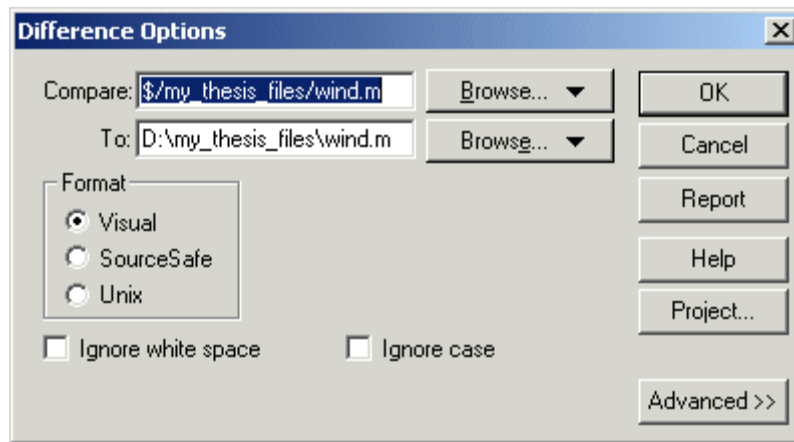 Difference Options
Compare: $/my_thesis_files/wind.m Browse... OK
To: D:\my_thesis_files\wind.m Browse... Cancel
Format
Report
Visual
SourceSafe
Help
Unix
Project...
Ignore white space Ignore case
Advanced >>